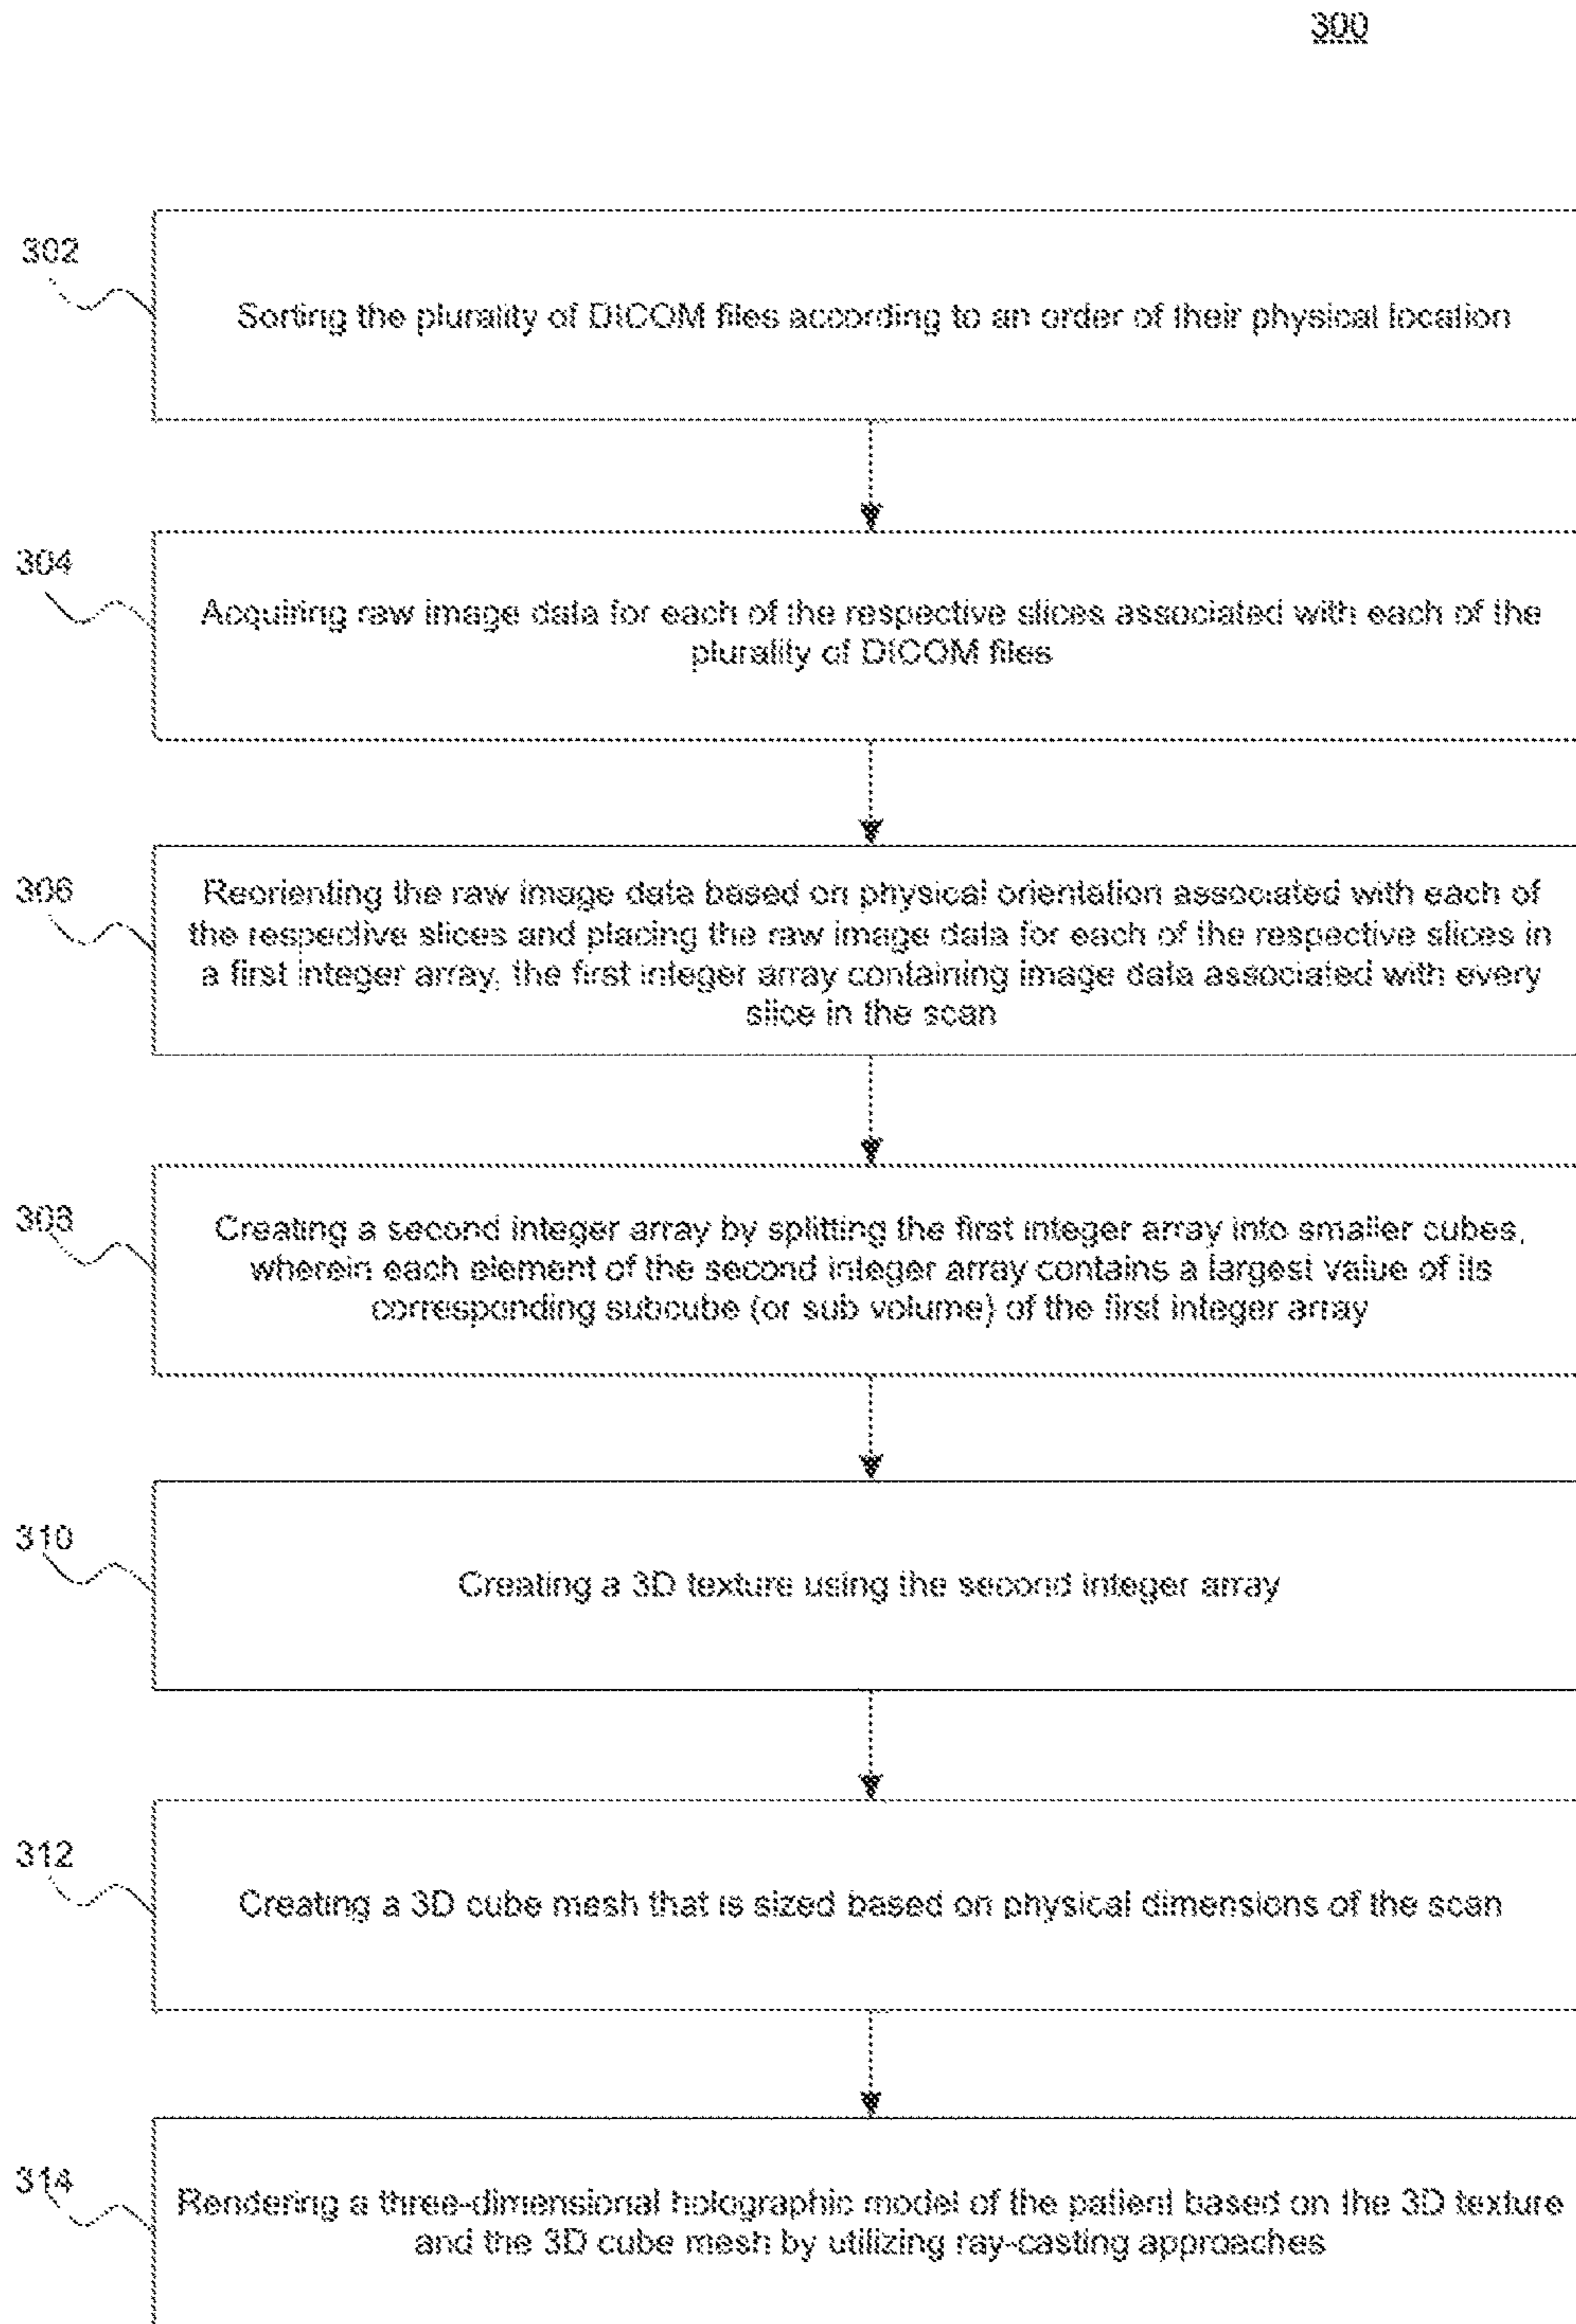 300
302
Sorting the plurality of DICOM files according to an order of their physical location
304
Acquiring raw image data for each of the respective slices associated with each of the
plurality of DICOM files
306
Reorienting the raw image data based on physical orientation associated with each of
the respective slices and placing the raw image data for each of the respective slices in
a first integer array, the first integer array containing image data associated with every
slice in the scan
308
Creating a second integer array by splitting the first integer array into smaller cubes,
wherein each element of the second integer array contains a largest value of its
corresponding subcube (or sub volume) of the first integer array
310
Creating a 3D texture using the second integer array
312
Creating a 3D cube mesh that is sized based on physical dimensions of the scan
314
Rendering a three-dimensional holographic model of the patient based on the 3D texture
and the 3D cube mesh by utilizing ray-casting approaches